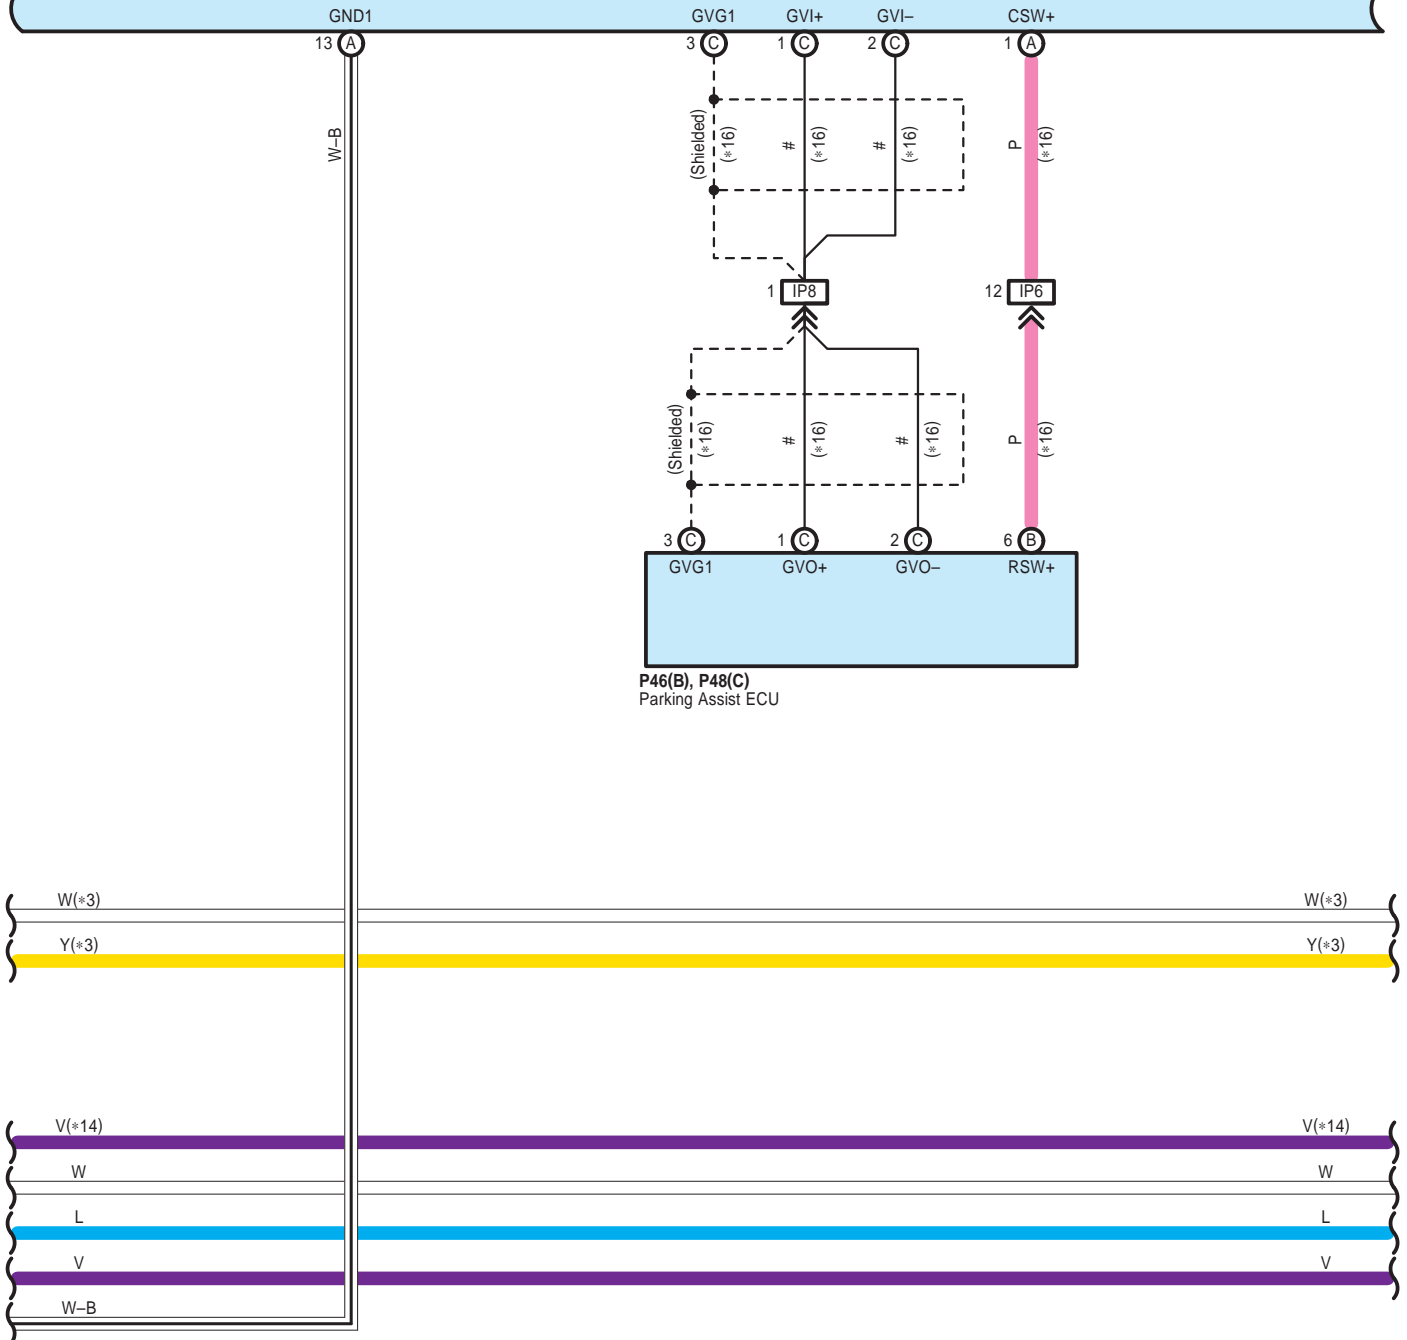 GND1 GVG1 GVI+ GVI– CSW+
13 A 3 C 1 C 2 C 1 A
W–B (Shielded) (*16) # (*16) # (*16) P (*16)
1 IP8 12 IP6
(Shielded) (*16) # (*16) # (*16) P (*16)
3 C 1 C 2 C 6 B
GVG1 GVO+ GVO– RSW+
P46(B), P48(C)
Parking Assist ECU
W(*3) W(*3)
Y(*3) Y(*3)
V(*14) V(*14)
W W
L L
V V
W–B